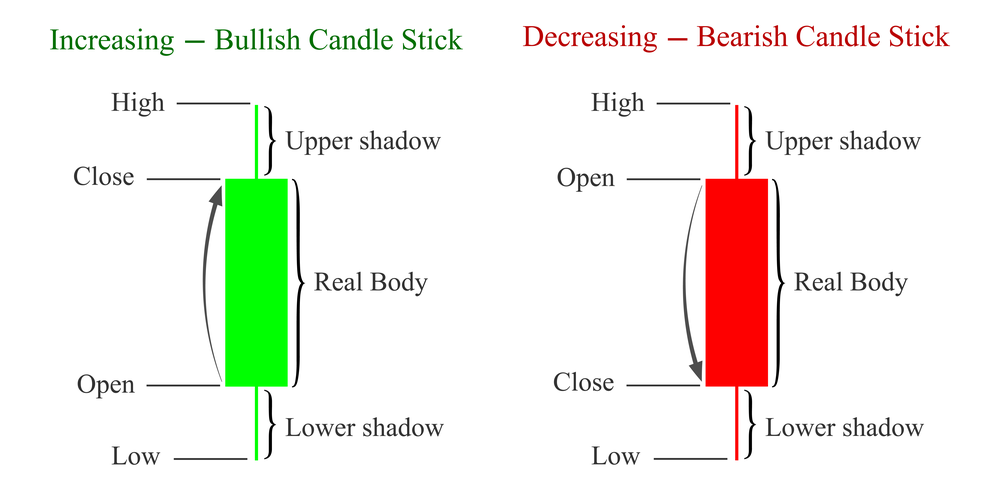 Increasing — Bullish Candle Stick
High
Upper shadow
Close
Real Body
Open
Lower shadow
Low
Decreasing — Bearish Candle Stick
High
Upper shadow
Open
Real Body
Close
Lower shadow
Low